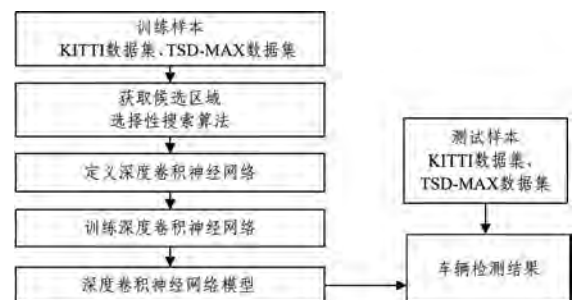 训练样本
KITTI数据集、TSD-MAX数据集
获取候选区域
选择性搜索算法
定义深度卷积神经网络
训练深度卷积神经网络
深度卷积神经网络模型
测试样本
KITTI数据集、
TSD-MAX数据集
车辆检测结果